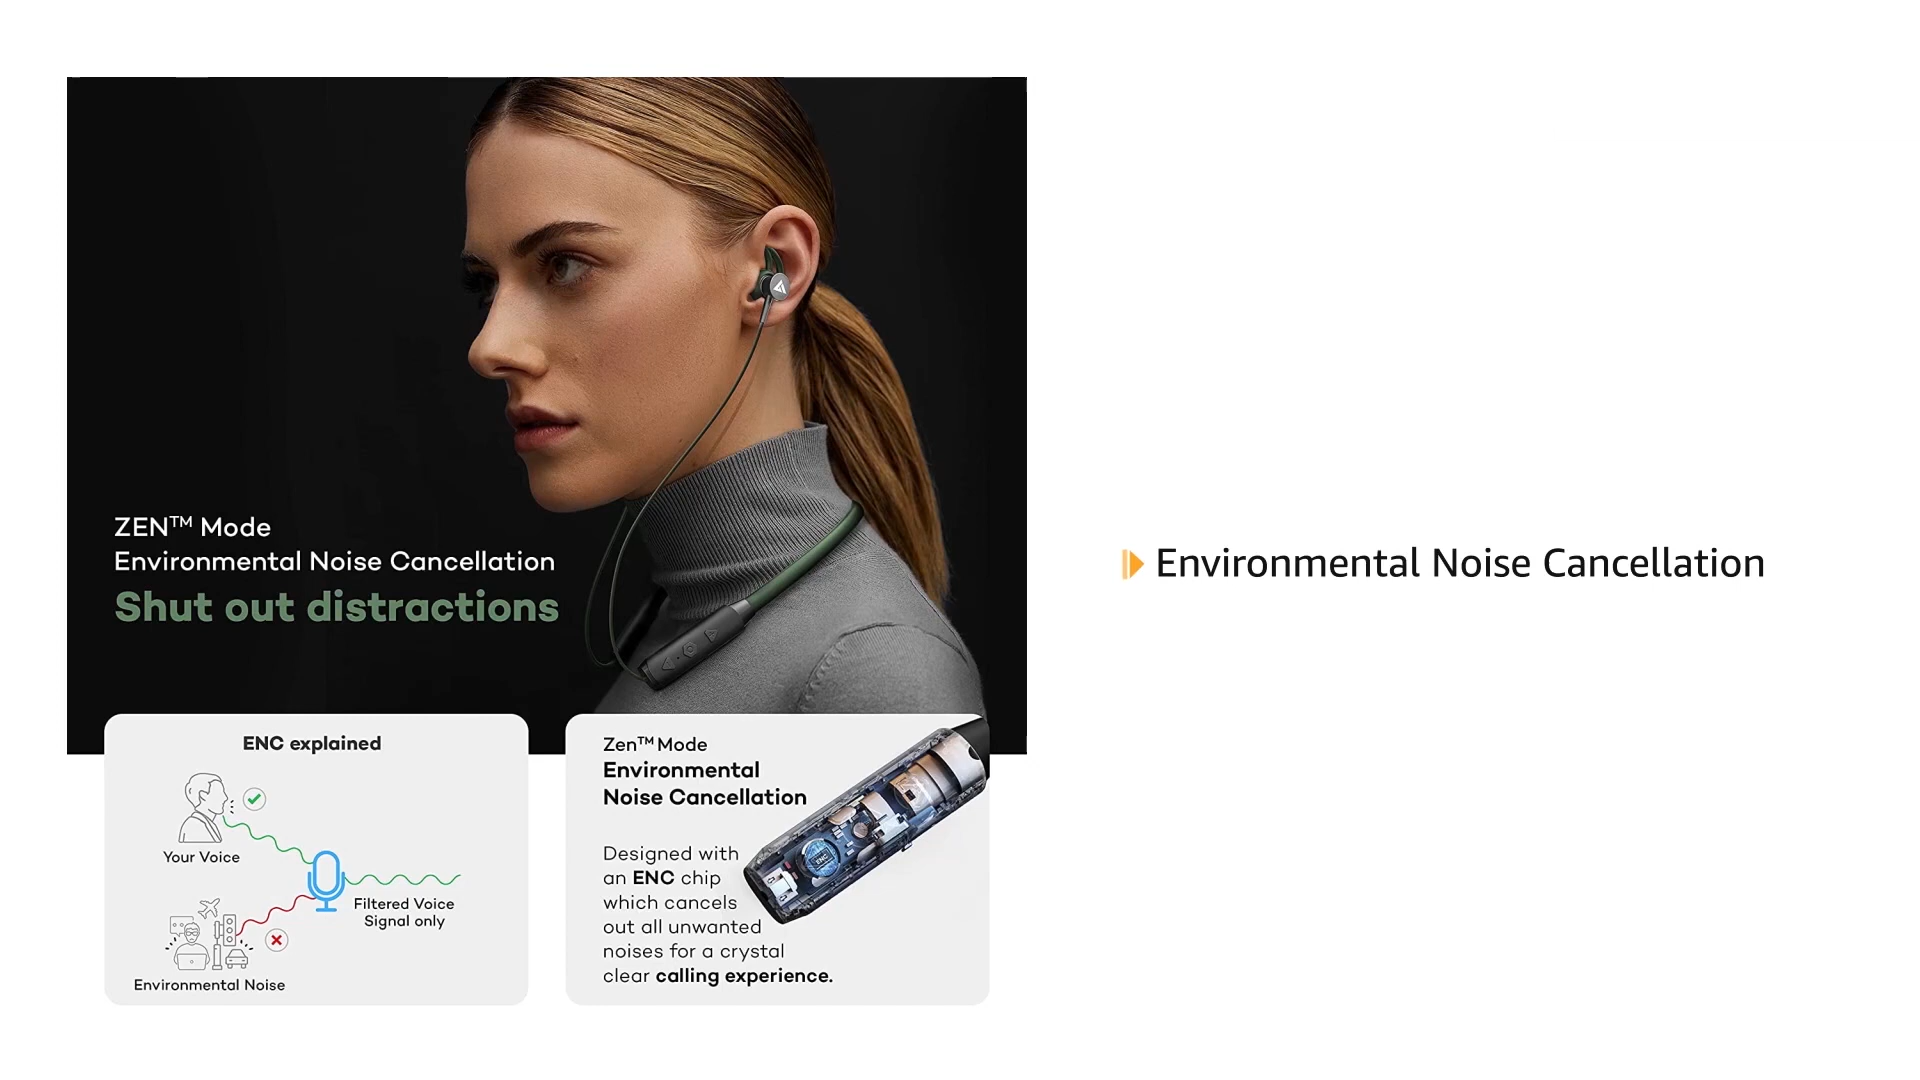 ZEN™ Mode
Environmental Noise Cancellation
Shut out distractions
ENC explained
Your Voice
Filtered Voice
Signal only
Environmental Noise
Zen™ Mode
Environmental
Noise Cancellation
Designed with
an ENC chip
which cancels
out all unwanted
noises for a crystal
clear calling experience.
ENC
Environmental Noise Cancellation